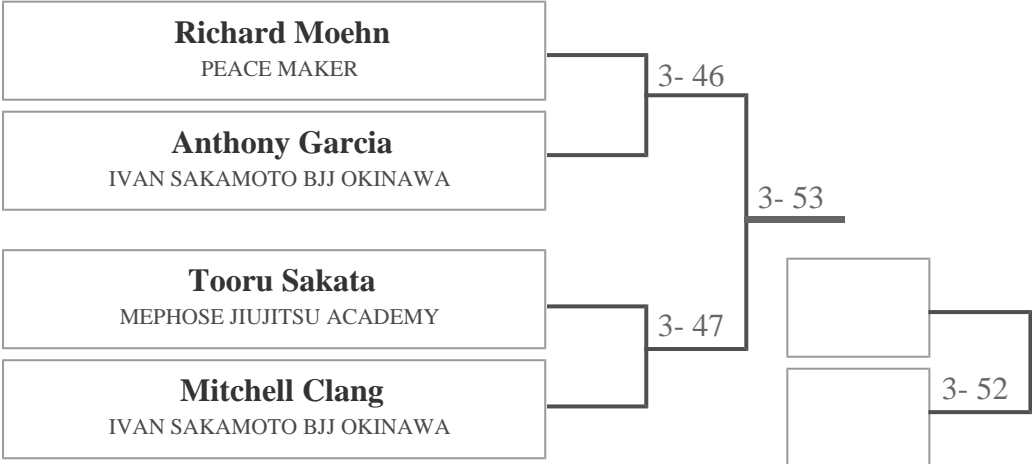 Richard Moehn
PEACE MAKER
3- 46
Anthony Garcia
IVAN SAKAMOTO BJJ OKINAWA
3- 53
Tooru Sakata
MEPHOSE JIUJITSU ACADEMY
3- 47
Mitchell Clang
IVAN SAKAMOTO BJJ OKINAWA
3- 52